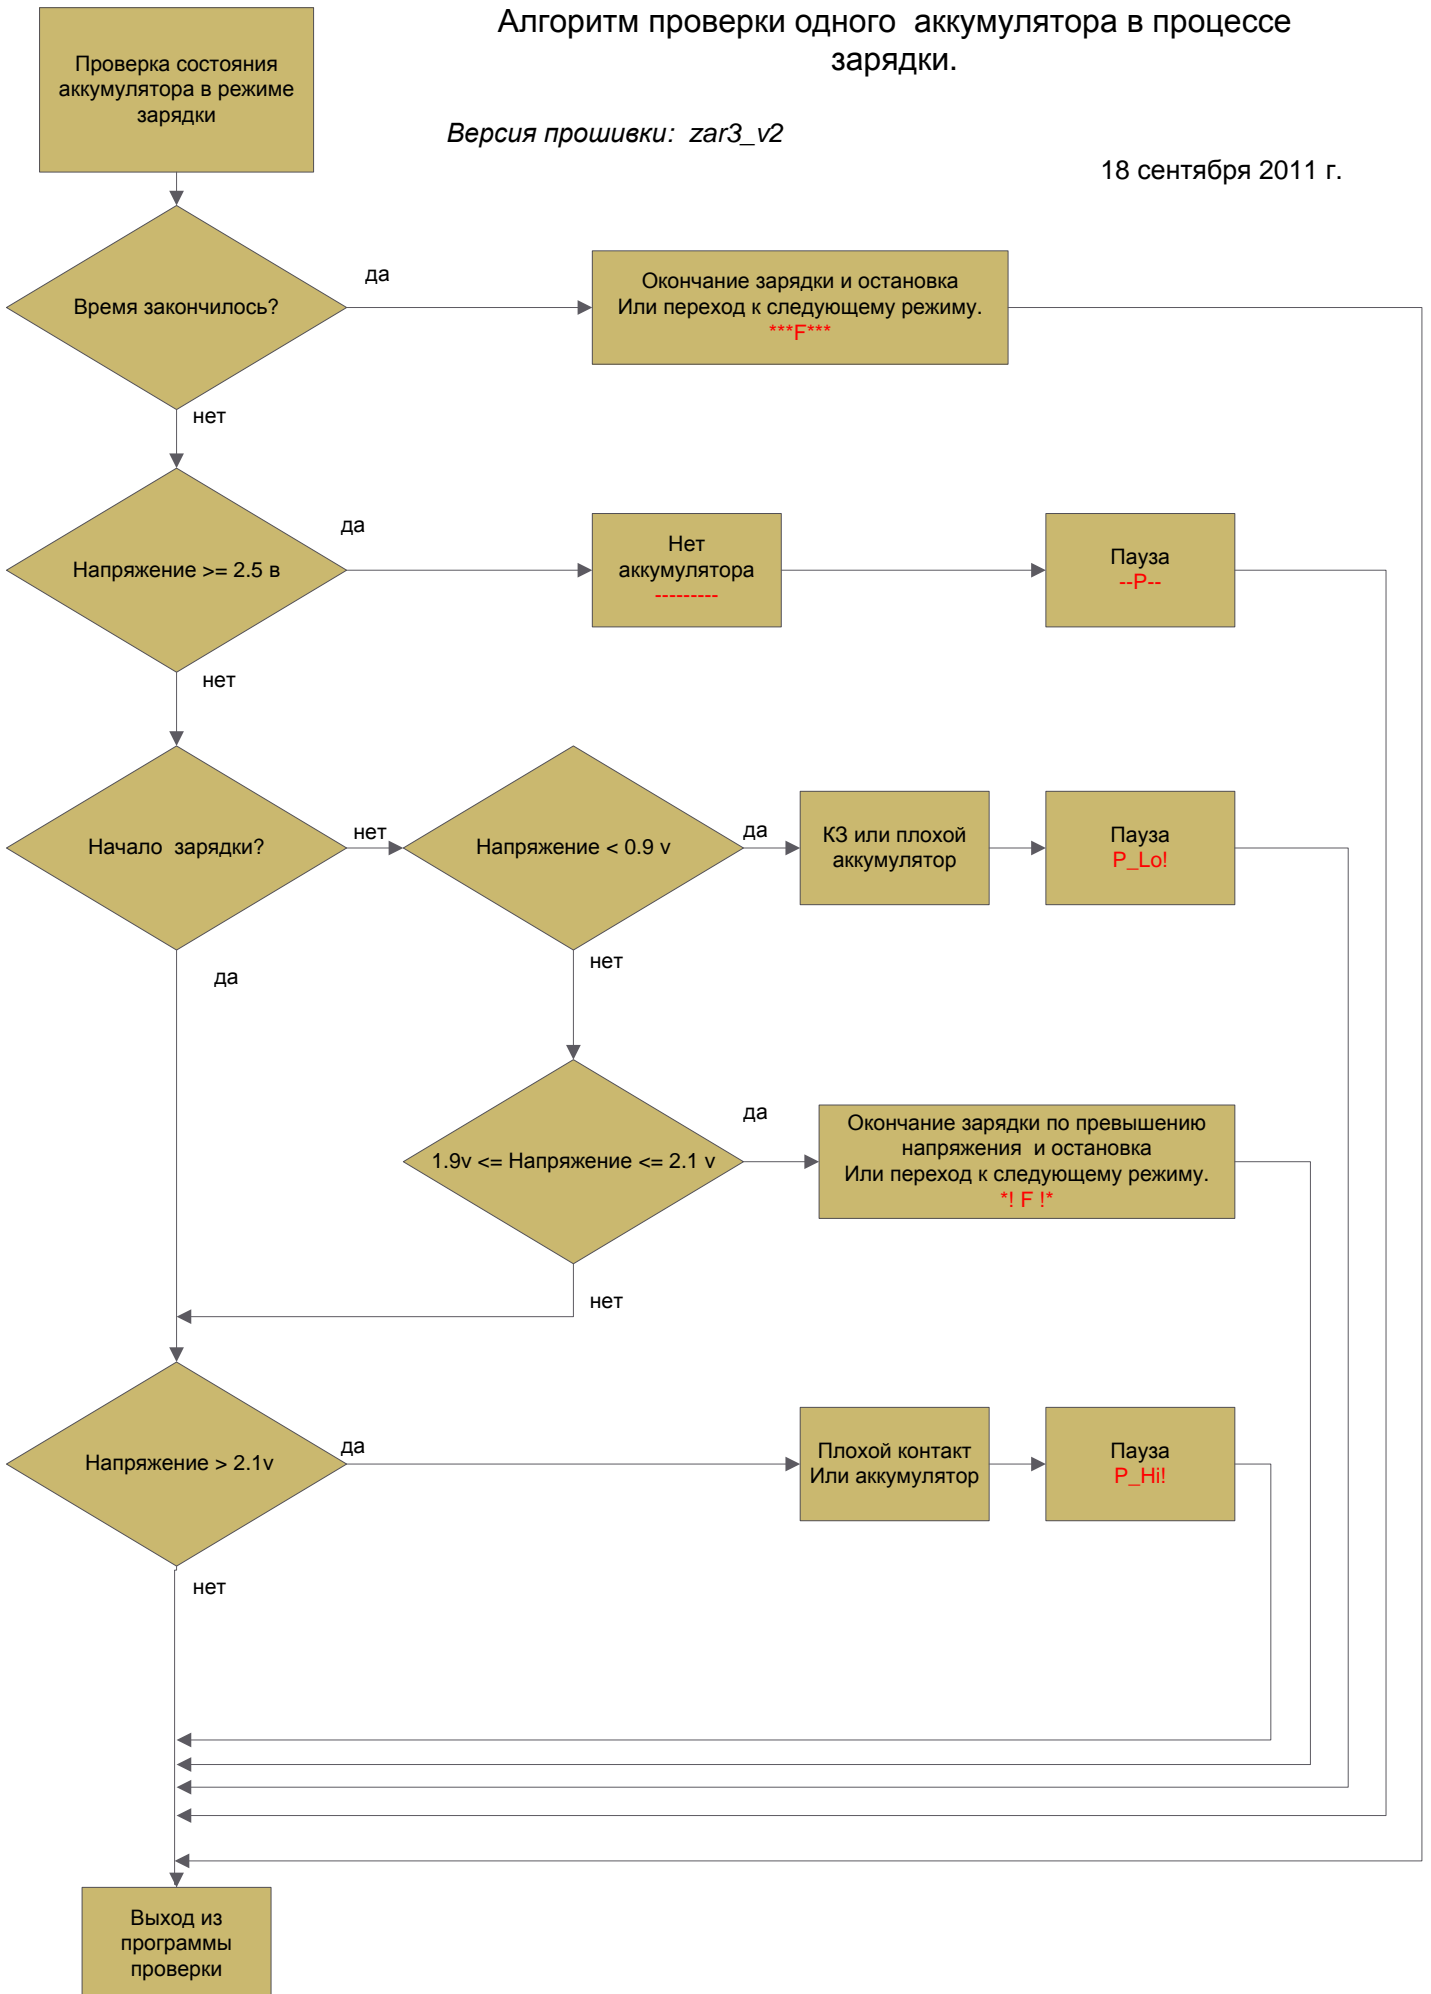 Алгоритм проверки одного аккумулятора в процессе
зарядки.
Проверка состояния
аккумулятора в режиме
зарядки
Версия прошивки: zar3_v2
18 сентября 2011 г.
Время закончилось?
да
Окончание зарядки и остановка
Или переход к следующему режиму.
***F***
нет
Напряжение >= 2.5 в
да
Нет
аккумулятора
---------
Пауза
--P--
нет
Начало зарядки?
нет
Напряжение < 0.9 v
да
КЗ или плохой
аккумулятор
Пауза
P_Lo!
да
нет
1.9v <= Напряжение <= 2.1 v
да
Окончание зарядки по превышению
напряжения и остановка
Или переход к следующему режиму.
*! F !*
нет
Напряжение > 2.1v
да
Плохой контакт
Или аккумулятор
Пауза
P_Hi!
нет
Выход из
программы
проверки